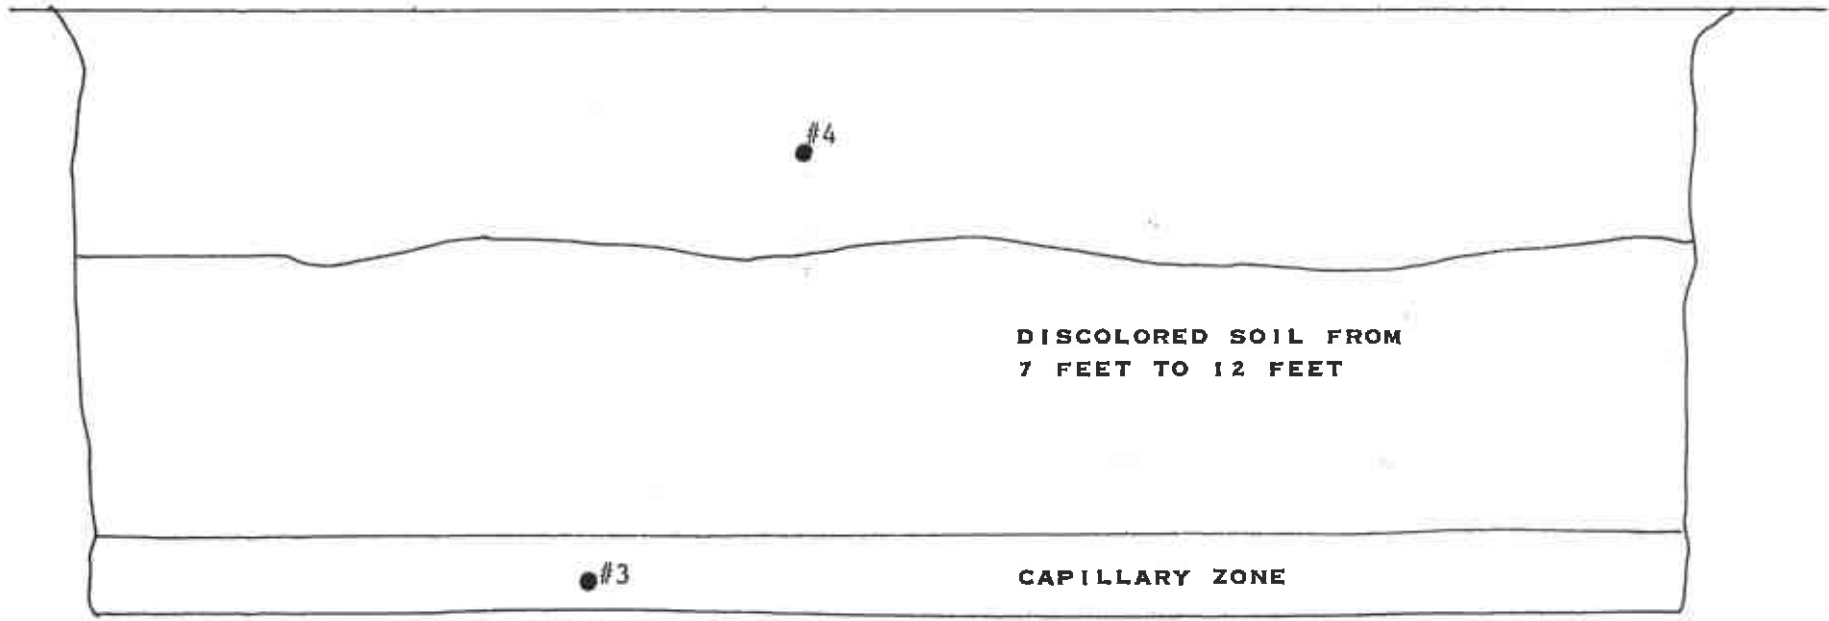 #4
DISCOLORED SOIL FROM
7 FEET TO 12 FEET
#3
CAPILLARY ZONE